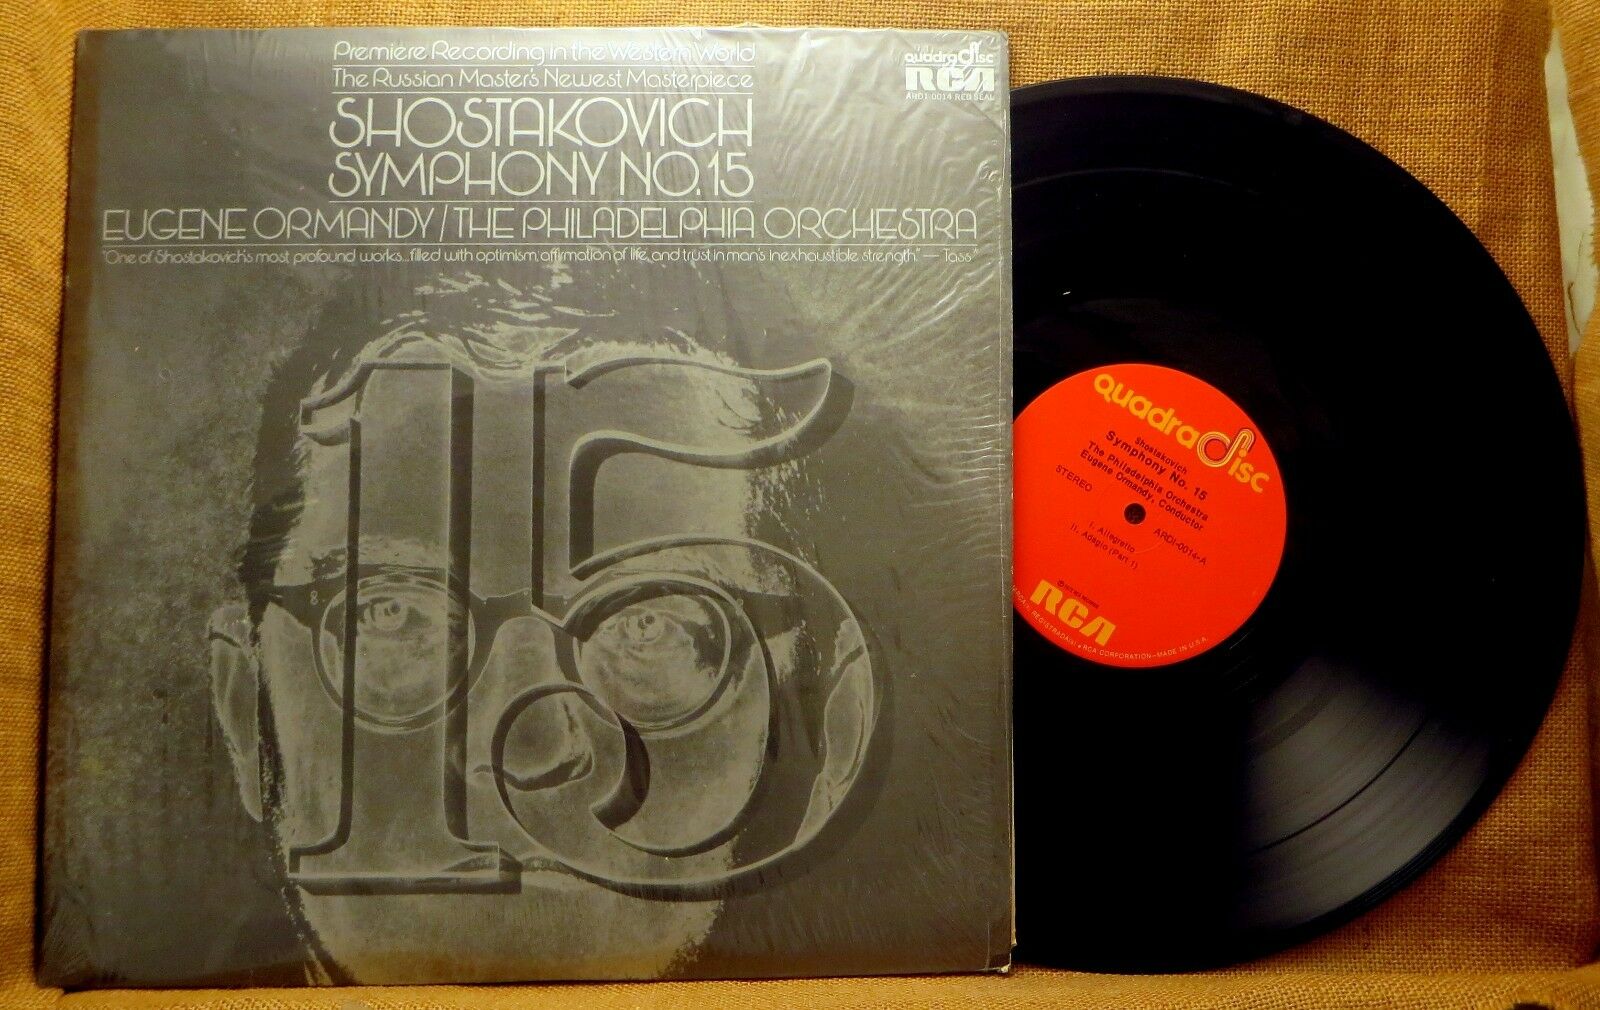 Première Recording in the Western World
The Russian Master's Newest Masterpiece
SHOSTAKOVICH
SYMPHONY NO. 15
EUGENE ORMANDY/THE PHILADELPHIA ORCHESTRA
"One of Shostakovich's most profound works...filled with optimism, affirmation of life, and trust in man's inexhaustible strength." — Tass
quadradisc
RCA
ARD1-0014 RED SEAL
15
quadradisc
Shostakovich
Symphony No. 15
The Philadelphia Orchestra
Eugene Ormandy, Conductor
STEREO
ARD1-0014-A
I. Allegretto
II. Adagio (Part 1)
RCA
REGISTRADA(S) • RCA CORPORATION—MADE IN U.S.A.